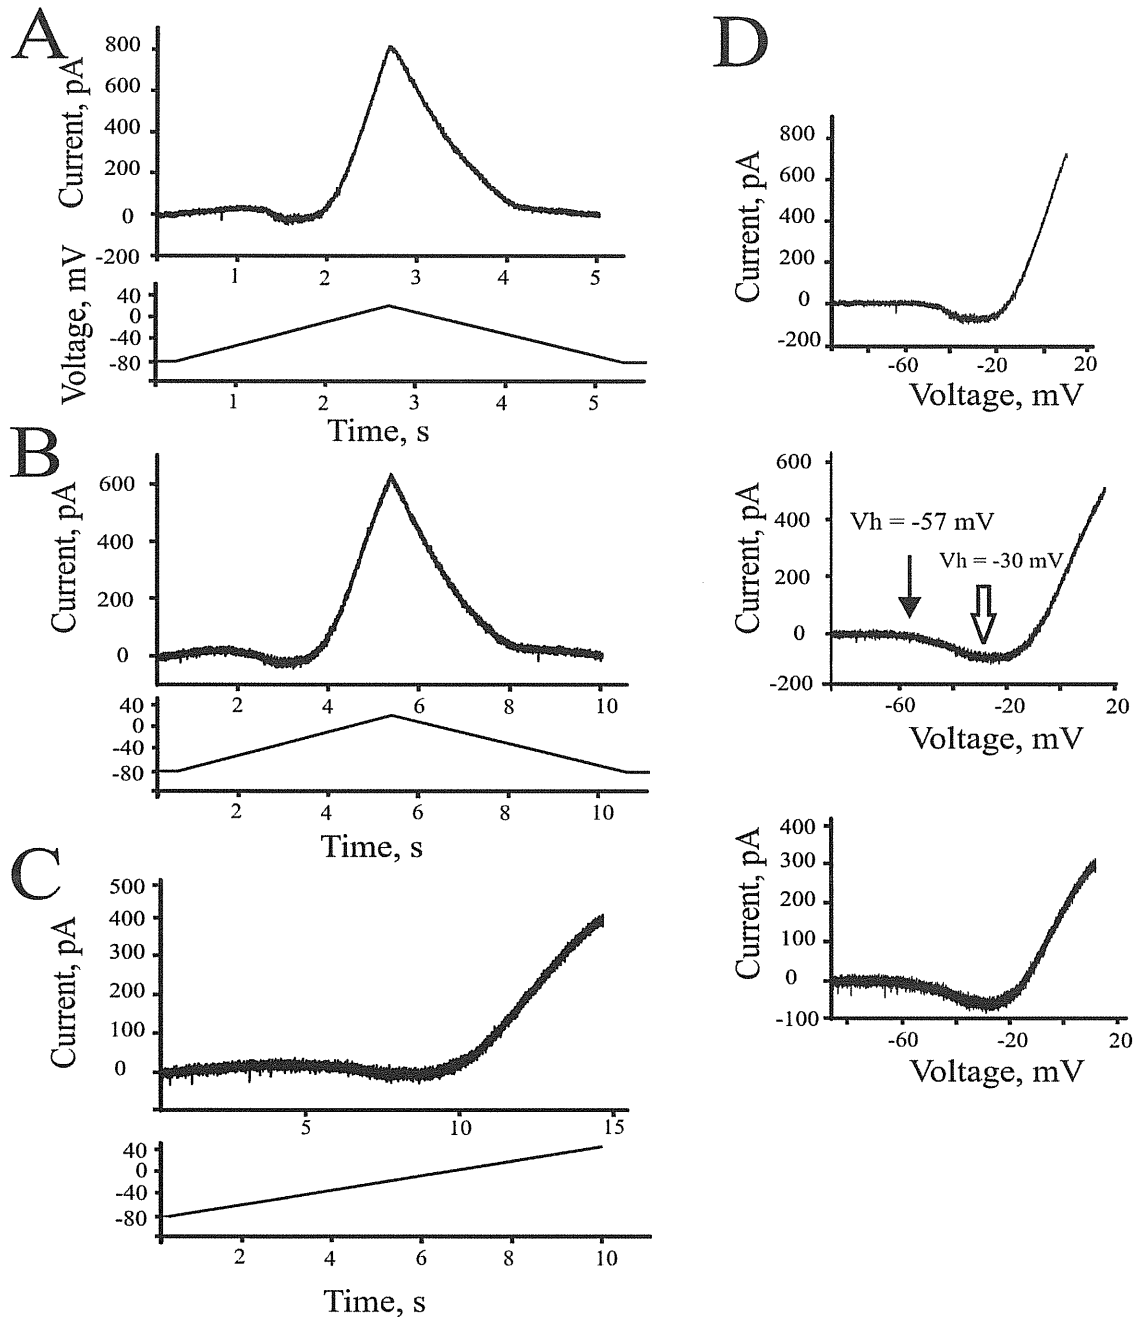 A
Current, pA
800
600
400
200
0
-200
1 2 3 4 5
Voltage, mV
40
0
-40
-80
1 2 3 4 5
Time, s
B
Current, pA
600
400
200
0
2 4 6 8 10
40
0
-40
-80
2 4 6 8 10
Time, s
C
Current, pA
500
400
300
200
100
0
5 10 15
40
0
-40
-80
2 4 6 8 10
Time, s
D
Current, pA
800
600
400
200
0
-200
-60 -20 20
Voltage, mV
Current, pA
600
400
200
0
-200
Vh = -57 mV
Vh = -30 mV
-60 -20 20
Voltage, mV
Current, pA
400
300
200
100
0
-100
-60 -20 20
Voltage, mV